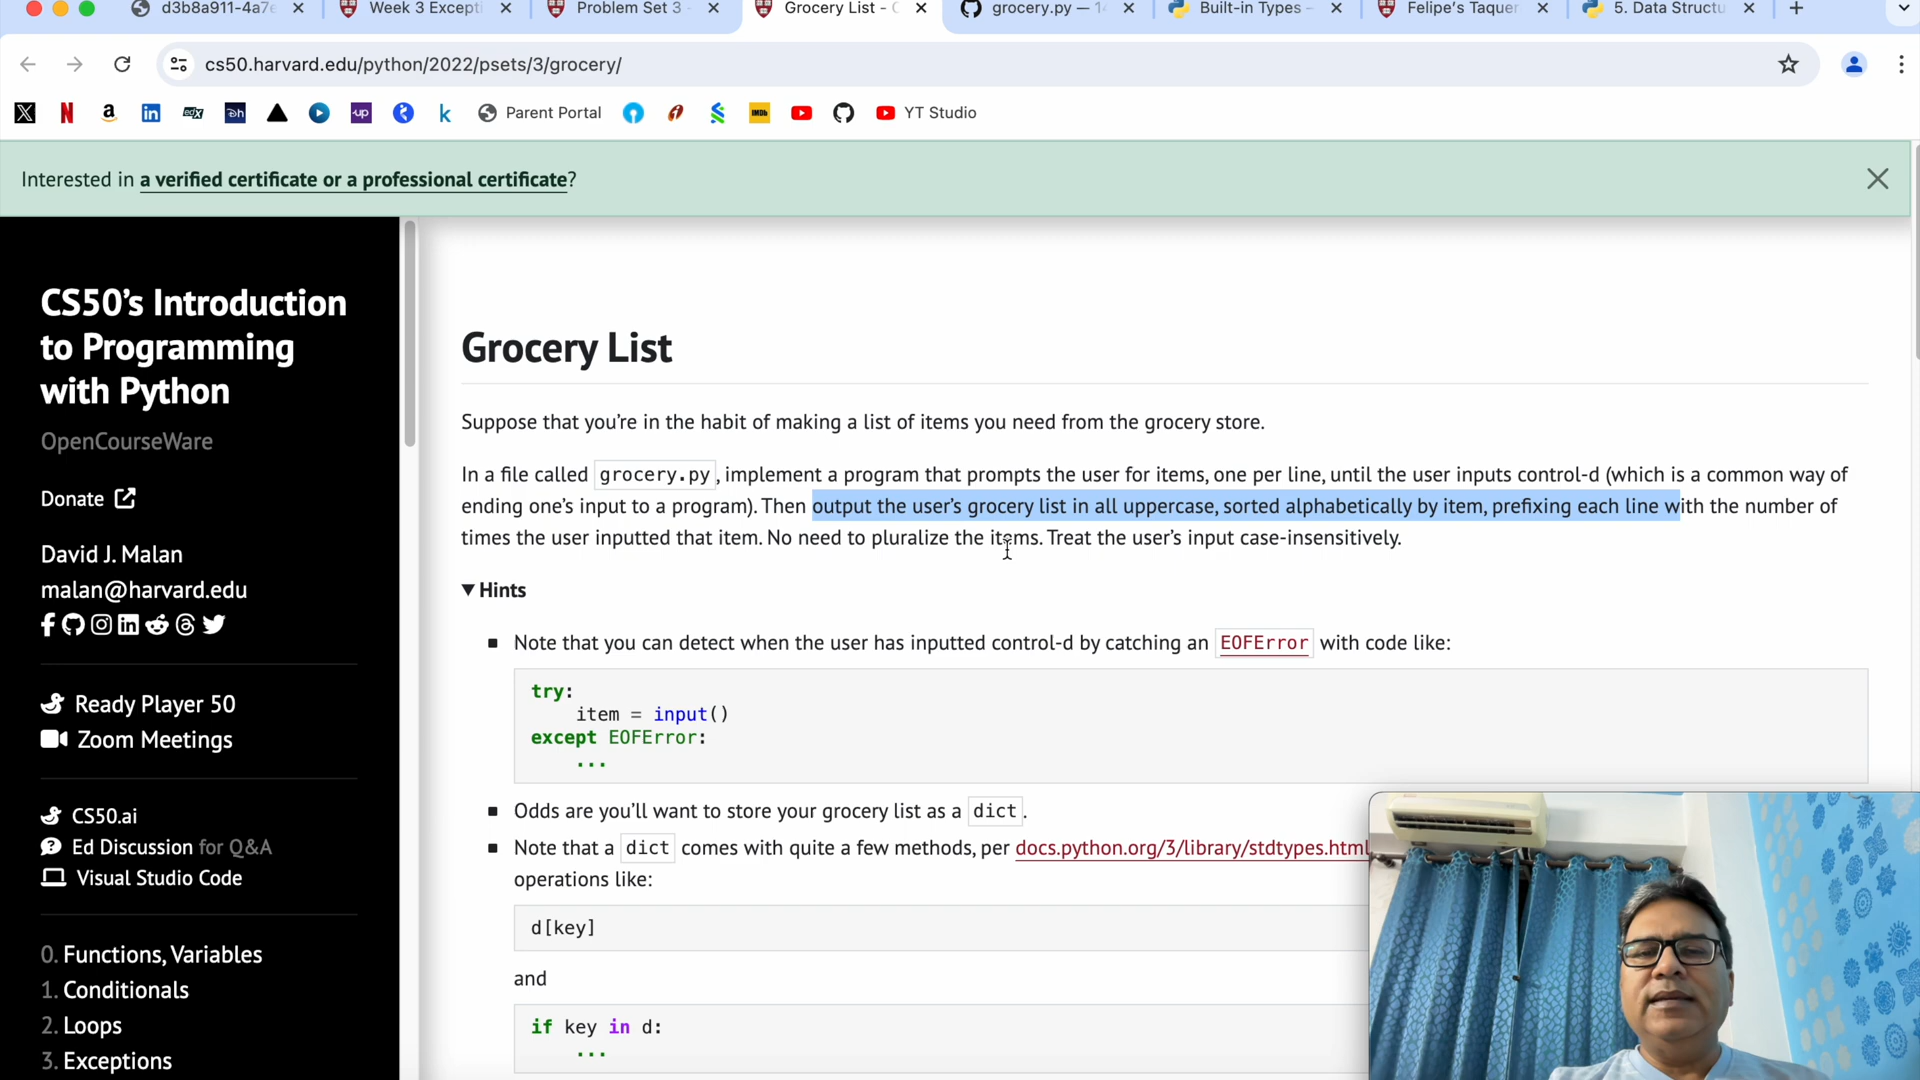 d3b8a911-4a7e
Week 3 Excepti
Problem Set 3 -
Grocery List - C
grocery.py — 14
Built-in Types -
Felipe's Taquer
5. Data Structu
cs50.harvard.edu/python/2022/psets/3/grocery/
Parent Portal
YT Studio
Interested in a verified certificate or a professional certificate?
CS50's Introduction
to Programming
with Python
OpenCourseWare
Donate
David J. Malan
malan@harvard.edu
Ready Player 50
Zoom Meetings
CS50.ai
Ed Discussion for Q&A
Visual Studio Code
0. Functions, Variables
1. Conditionals
2. Loops
3. Exceptions
Grocery List
Suppose that you're in the habit of making a list of items you need from the grocery store.
In a file called grocery.py, implement a program that prompts the user for items, one per line, until the user inputs control-d (which is a common way of
ending one's input to a program). Then output the user's grocery list in all uppercase, sorted alphabetically by item, prefixing each line with the number of
times the user inputted that item. No need to pluralize the items. Treat the user's input case-insensitively.
▼ Hints
Note that you can detect when the user has inputted control-d by catching an EOFError with code like:
try:
item = input()
except EOFError:
...
Odds are you'll want to store your grocery list as a dict.
Note that a dict comes with quite a few methods, per docs.python.org/3/library/stdtypes.html
operations like:
d[key]
and
if key in d:
...